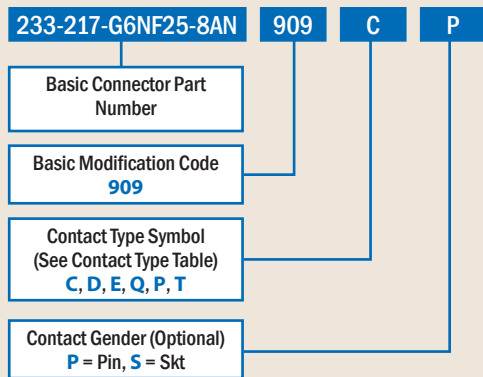 233-217-G6NF25-8AN 909 C P
Basic Connector Part
Number
Basic Modification Code
909
Contact Type Symbol
(See Contact Type Table)
C, D, E, Q, P, T
Contact Gender (Optional)
P = Pin, S = Skt